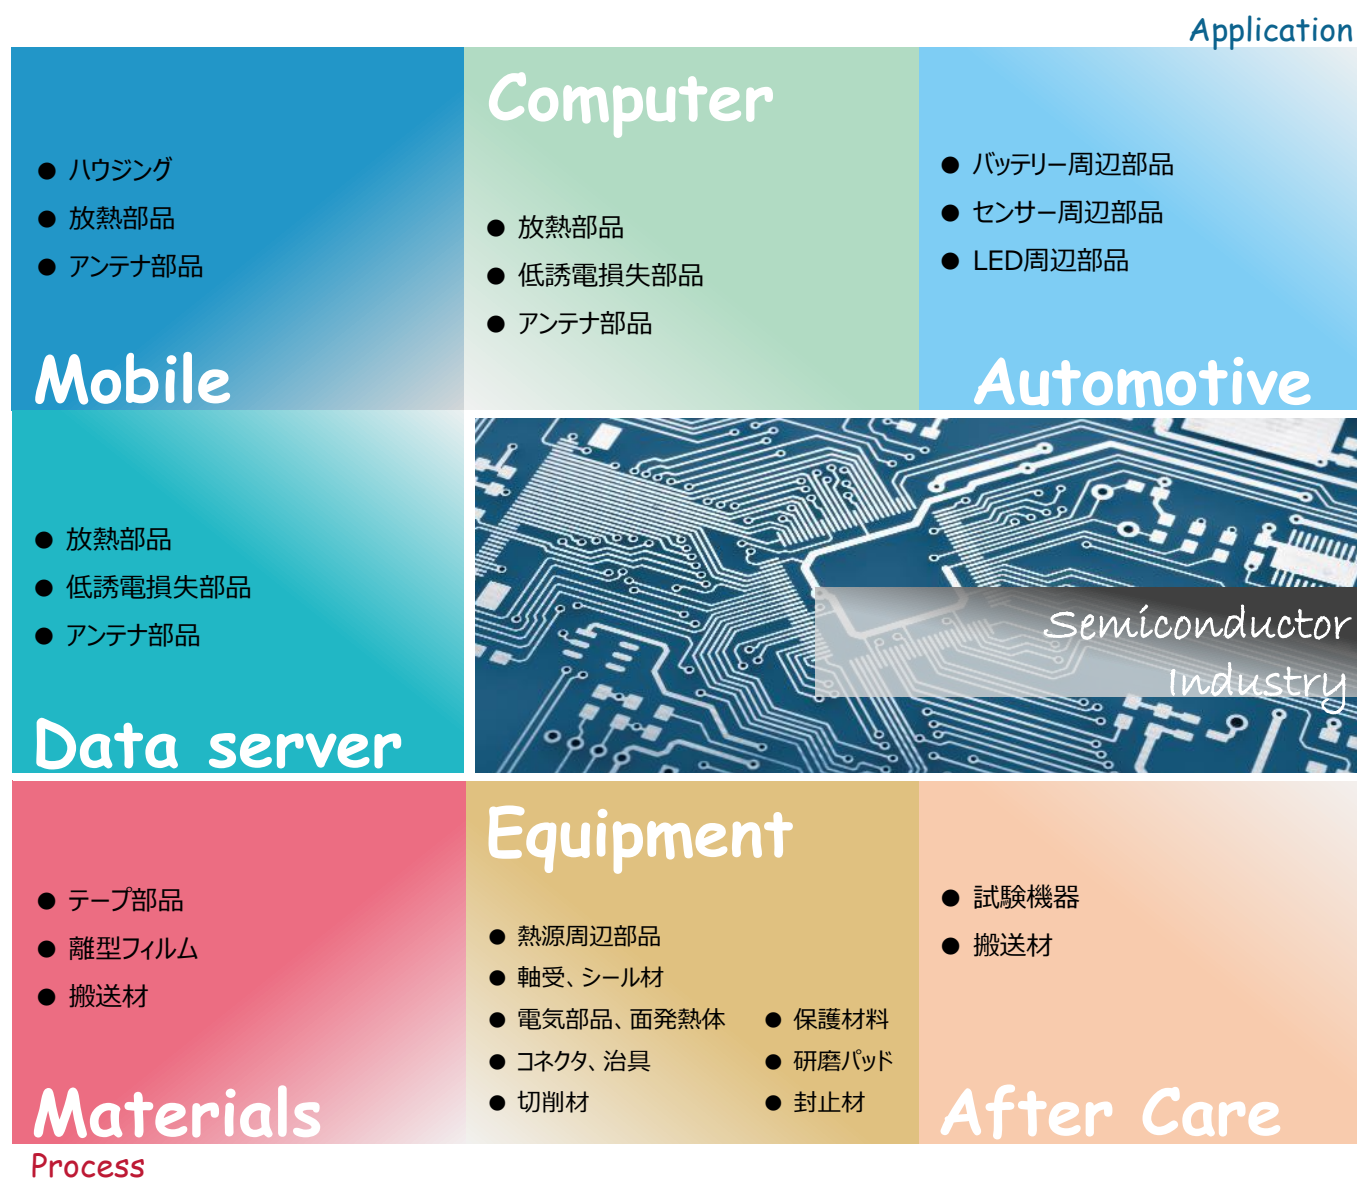 Application
● ハウジング
● 放熱部品
● アンテナ部品
Mobile
Computer
● 放熱部品
● 低誘電損失部品
● アンテナ部品
● バッテリー周辺部品
● センサー周辺部品
● LED周辺部品
Automotive
● 放熱部品
● 低誘電損失部品
● アンテナ部品
Data server
Semiconductor
Industry
● テープ部品
● 離型フィルム
● 搬送材
Materials
Equipment
● 熱源周辺部品
● 軸受、シール材
● 電気部品、面発熱体
● コネクタ、治具
● 切削材
● 保護材料
● 研磨パッド
● 封止材
● 試験機器
● 搬送材
After Care
Process